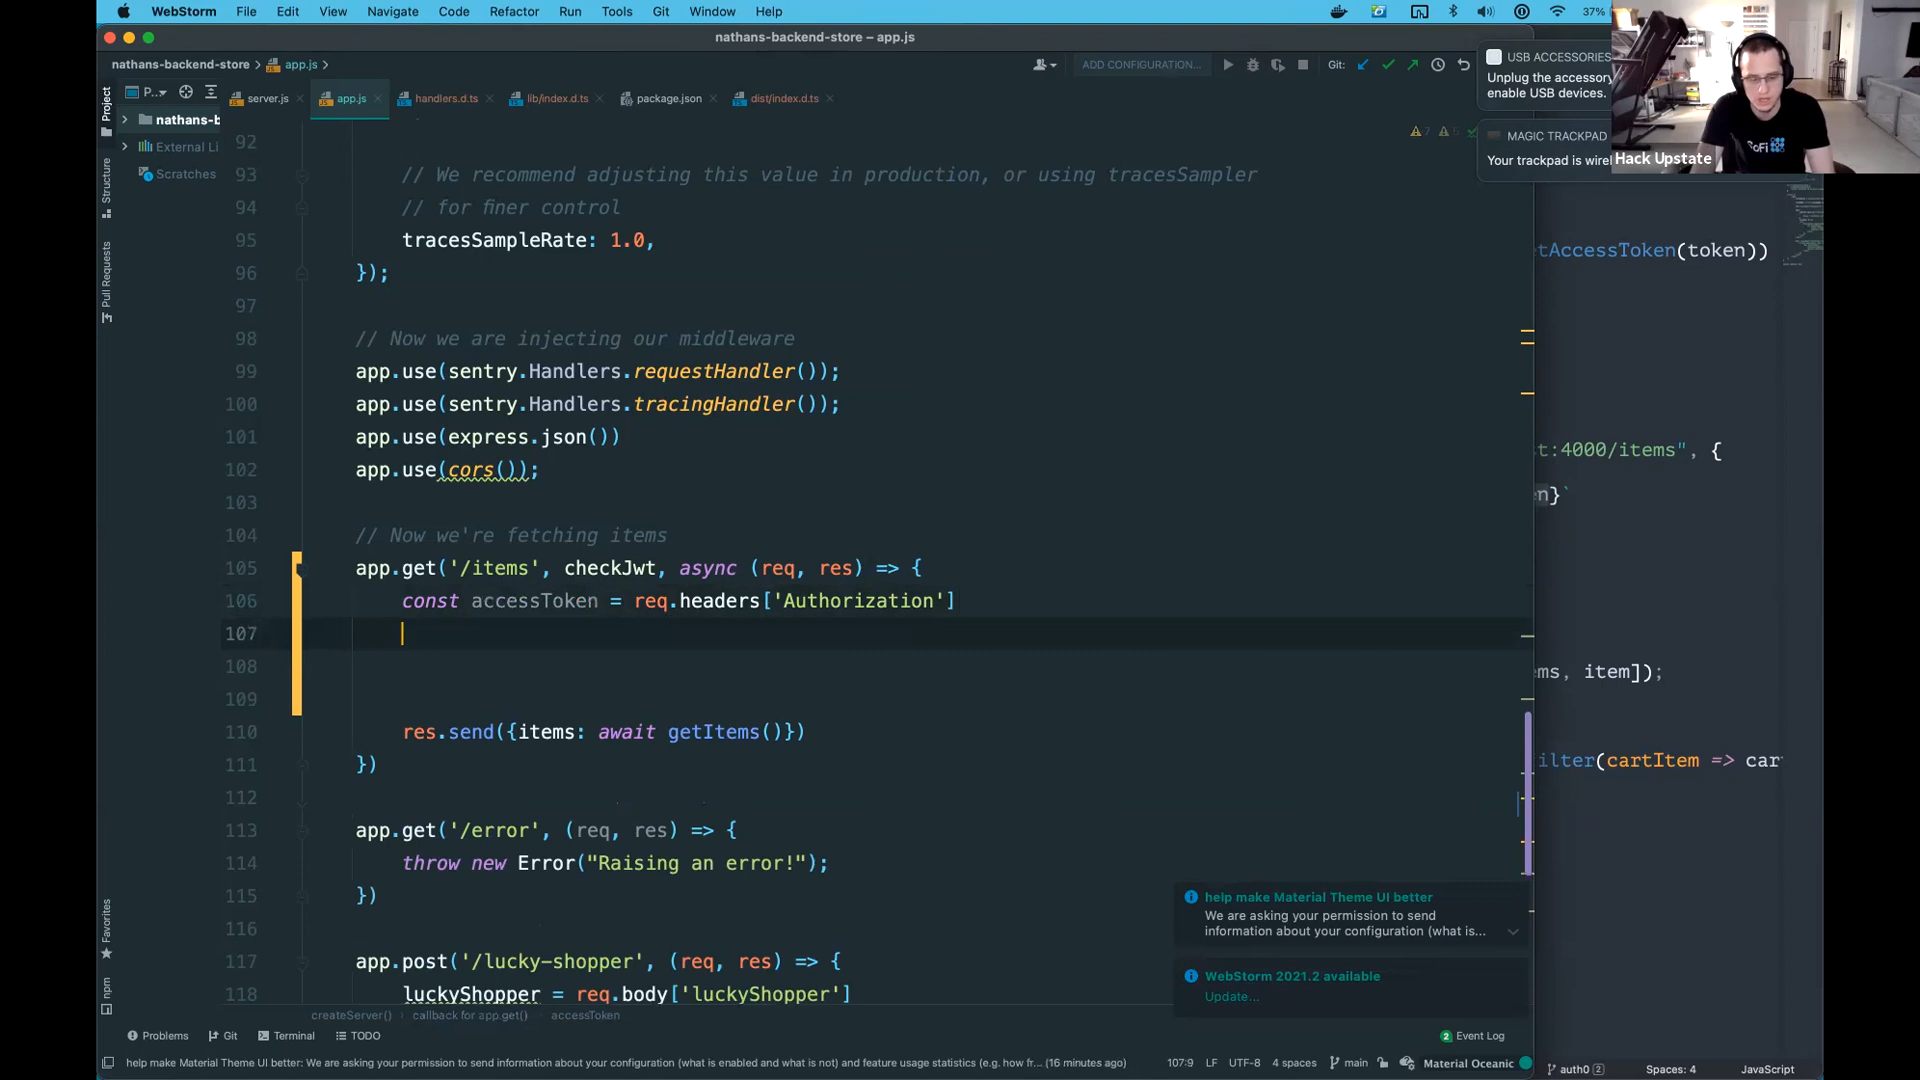 WebStorm File Edit View Navigate Code Refactor Run Tools Git Window Help 37%
nathans-backend-store – app.js
nathans-backend-store app.js ADD CONFIGURATION... Git:
USB ACCESSORIES
Unplug the accessory
enable USB devices.
MAGIC TRACKPAD
Your trackpad is wirel
Hack Upstate
SoFi
Project P... server.js app.js handlers.d.ts lib/index.d.ts package.json dist/index.d.ts
nathans-b
External Li
Scratches
Structure
Pull Requests
Favorites
npm
7 5
92
93 // We recommend adjusting this value in production, or using tracesSampler
94 // for finer control
95 tracesSampleRate: 1.0,
96 });
97
98 // Now we are injecting our middleware
99 app.use(sentry.Handlers.requestHandler());
100 app.use(sentry.Handlers.tracingHandler());
101 app.use(express.json())
102 app.use(cors());
103
104 // Now we're fetching items
105 app.get('/items', checkJwt, async (req, res) => {
106 const accessToken = req.headers['Authorization']
107
108
109
110 res.send({items: await getItems()})
111 })
112
113 app.get('/error', (req, res) => {
114 throw new Error("Raising an error!");
115 })
116
117 app.post('/lucky-shopper', (req, res) => {
118 luckyShopper = req.body['luckyShopper']
tAccessToken(token))
t:4000/items", {
en}`
ms, item]);
ilter(cartItem => car
help make Material Theme UI better
We are asking your permission to send
information about your configuration (what is...
WebStorm 2021.2 available
Update...
createServer() callback for app.get() accessToken
Problems Git Terminal TODO 2 Event Log
help make Material Theme UI better: We are asking your permission to send information about your configuration (what is enabled and what is not) and feature usage statistics (e.g. how fr... (16 minutes ago) 107:9 LF UTF-8 4 spaces main Material Oceanic
auth0 2 Spaces: 4 JavaScript